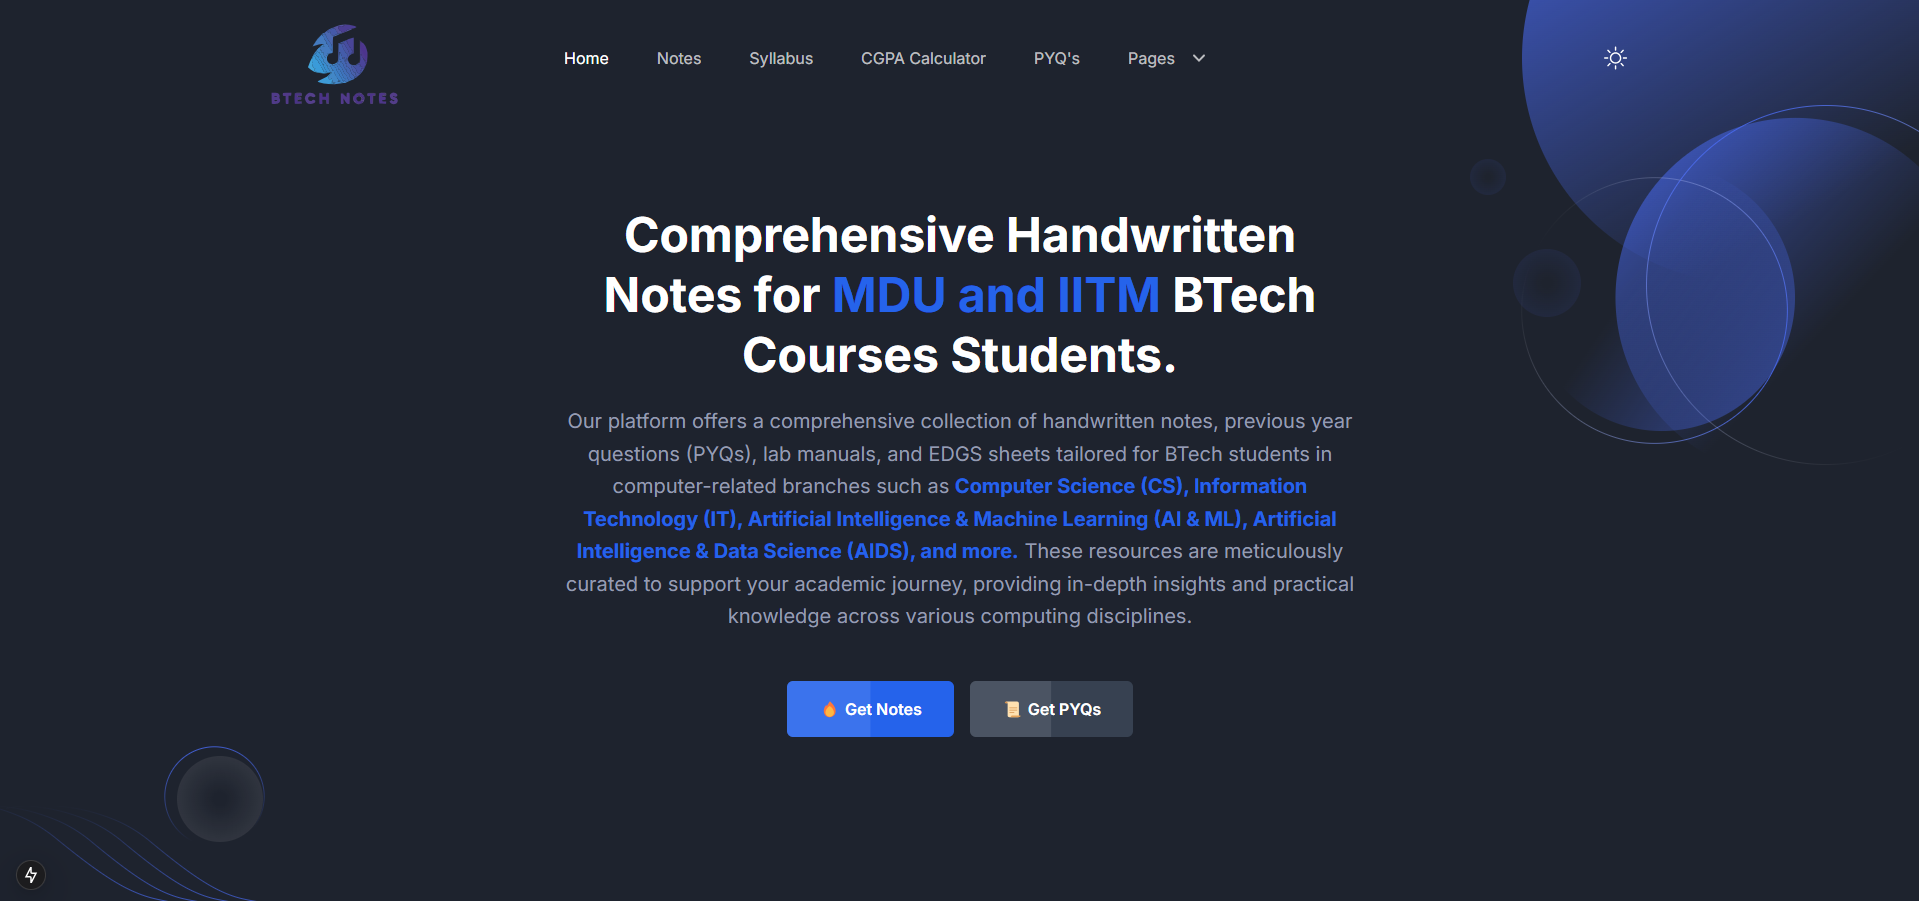 BTECH NOTES
Home Notes Syllabus CGPA Calculator PYQ's Pages
Comprehensive Handwritten
Notes for MDU and IITM BTech
Courses Students.
Our platform offers a comprehensive collection of handwritten notes, previous year
questions (PYQs), lab manuals, and EDGS sheets tailored for BTech students in
computer-related branches such as Computer Science (CS), Information
Technology (IT), Artificial Intelligence & Machine Learning (AI & ML), Artificial
Intelligence & Data Science (AIDS), and more. These resources are meticulously
curated to support your academic journey, providing in-depth insights and practical
knowledge across various computing disciplines.
🔥 Get Notes 📜 Get PYQs